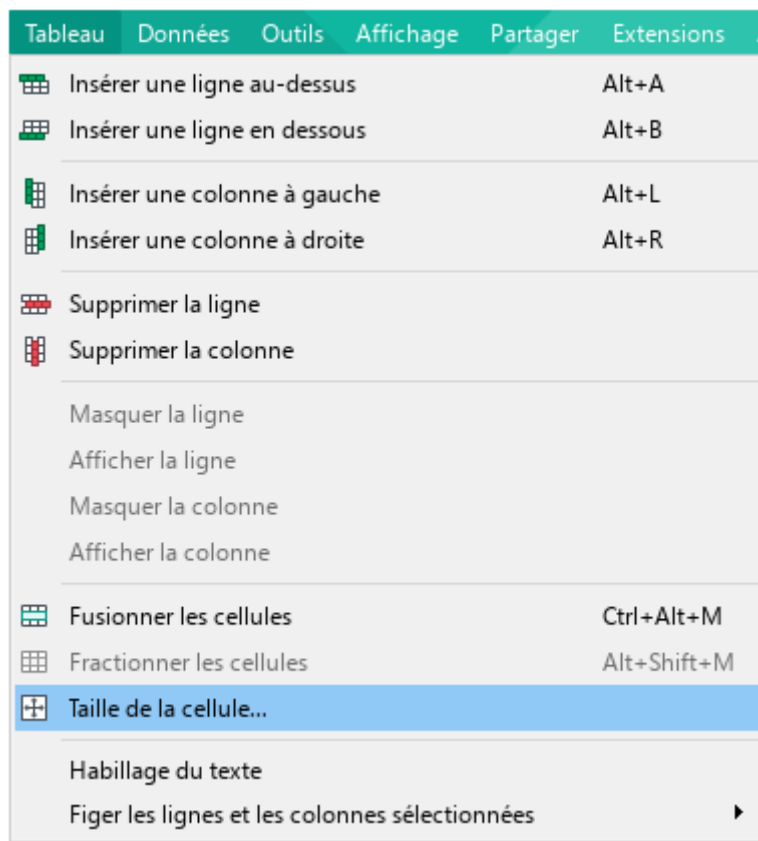 Tableau Données Outils Affichage Partager Extensions
Insérer une ligne au-dessus Alt+A
Insérer une ligne en dessous Alt+B
Insérer une colonne à gauche Alt+L
Insérer une colonne à droite Alt+R
Supprimer la ligne
Supprimer la colonne
Masquer la ligne
Afficher la ligne
Masquer la colonne
Afficher la colonne
Fusionner les cellules Ctrl+Alt+M
Fractionner les cellules Alt+Shift+M
Taille de la cellule...
Habillage du texte
Figer les lignes et les colonnes sélectionnées